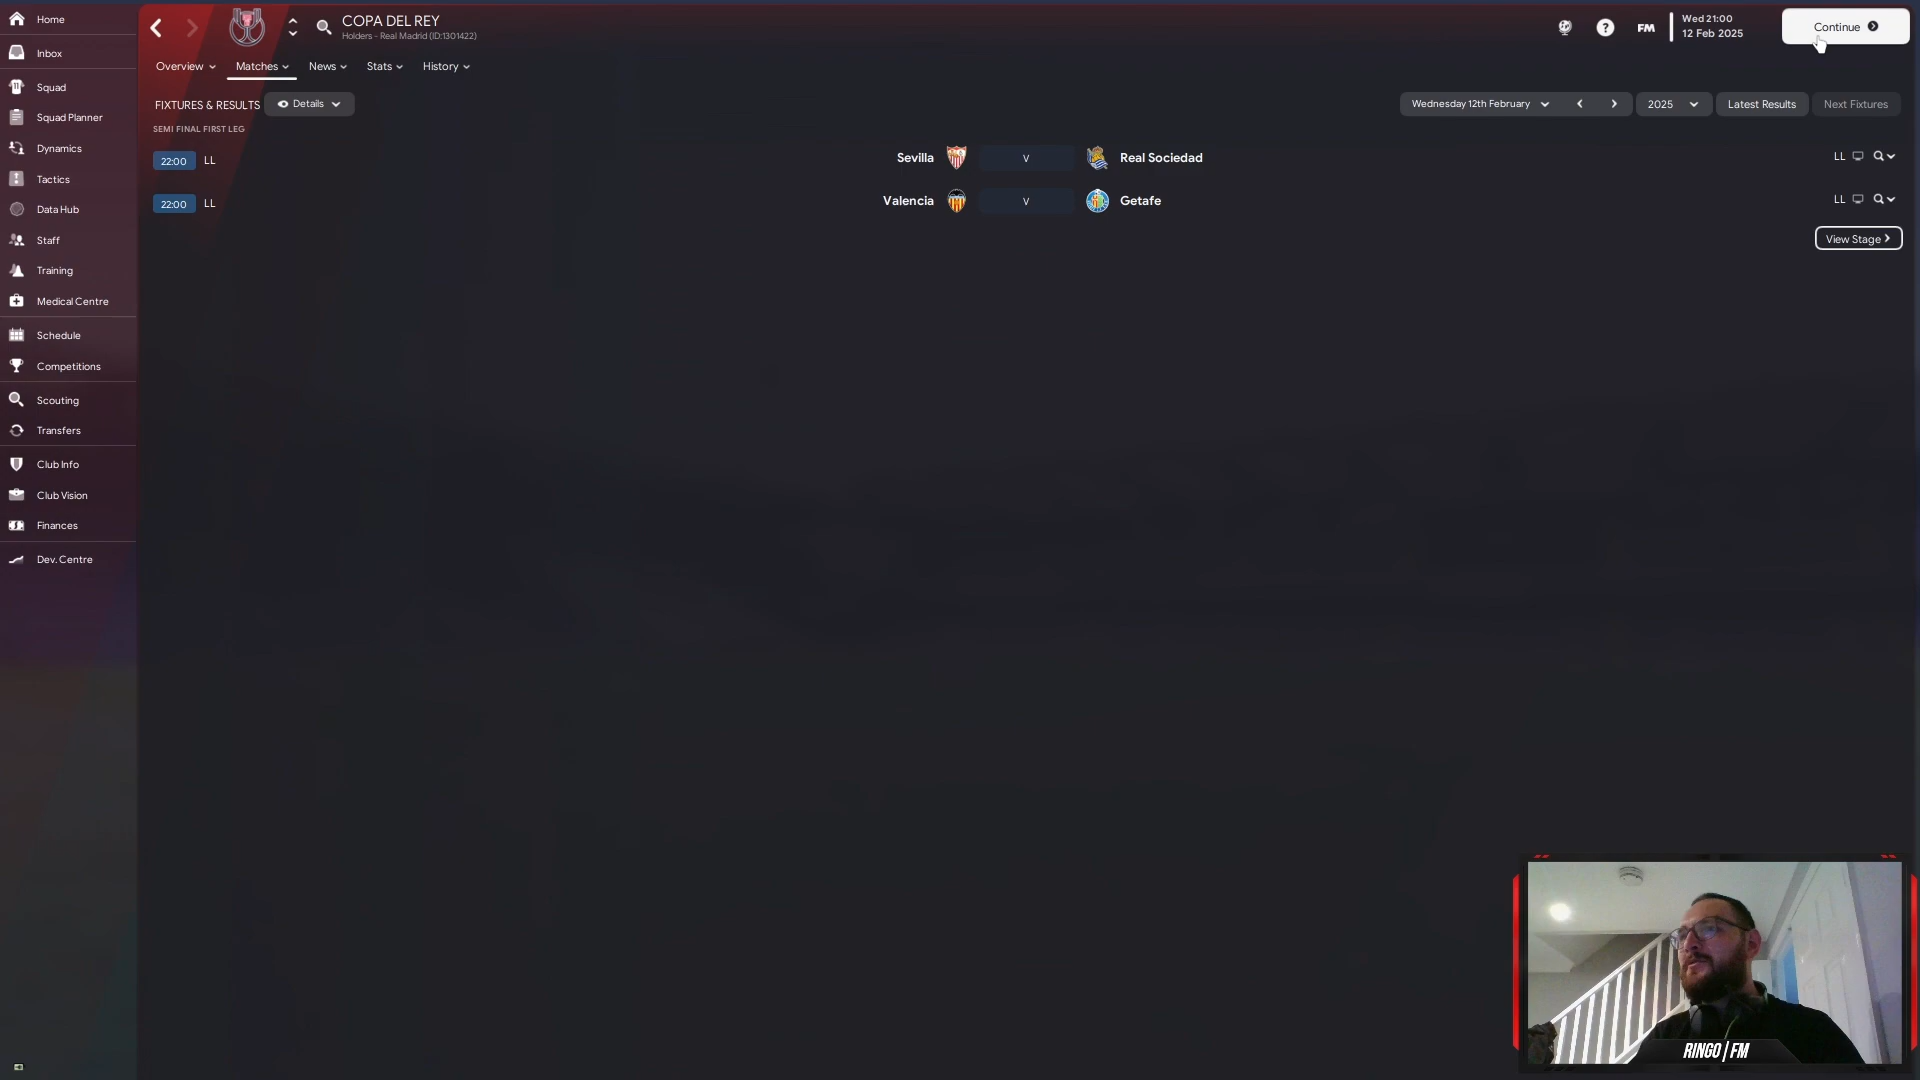 Home
Inbox
Squad
Squad Planner
Dynamics
Tactics
Data Hub
Staff
Training
Medical Centre
Schedule
Competitions
Scouting
Transfers
Club Info
Club Vision
Finances
Dev. Centre
COPA DEL REY
Holders - Real Madrid (ID:1301422)
FM
Wed 21:00
12 Feb 2025
Continue
Overview Matches News Stats History
FIXTURES & RESULTS Details
Wednesday 12th February 2025 Latest Results Next Fixtures
SEMI FINAL FIRST LEG
22:00 LL Sevilla v Real Sociedad LL
22:00 LL Valencia v Getafe LL
View Stage
RINGO | FM